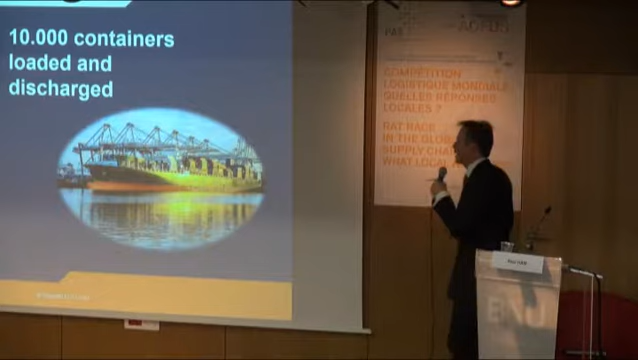 10.000 containers
loaded and
discharged
COMPETITION
LOGISTIQUE MONDIALE
QUELLES RÉPONSES
LOCALES ?
RAT RACE
IN THE GLOB
SUPPLY CHA
WHAT LOCAL